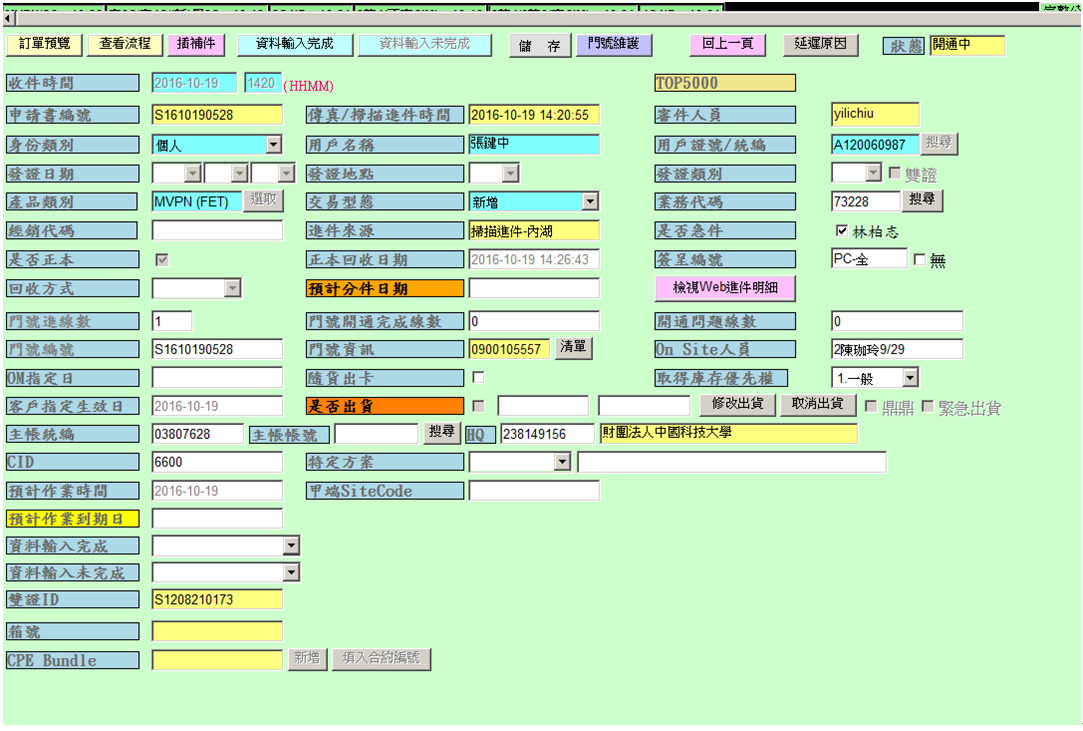 訂單預覽 查看流程 插補件 資料輸入完成 資料輸入未完成 儲 存 門號維護 回上一頁 延遲原因 狀態 開通中
收件時間 2016-10-19 1420 (HHMM) TOP5000
申請書編號 S1610190528 傳真/掃描進件時間 2016-10-19 14:20:55 審件人員 yilichiu
身份類別 個人 用戶名稱 張鍵中 用戶證號/統編 A120060987 搜尋
發證日期 發證地點 發證類別 雙證
產品類別 MVPN (FET) 選取 交易型態 新增 業務代碼 73228 搜尋
經銷代碼 進件來源 掃描進件-內湖 是否急件 林柏志
是否正本 正本回收日期 2016-10-19 14:26:43 簽呈編號 PC-全 無
回收方式 預計分件日期 檢視Web進件明細
門號進線數 1 門號開通完成線數 0 開通問題線數 0
門號編號 S1610190528 門號資訊 0900105557 清單 On Site人員 2陳珈玲9/29
OM指定日 隨貨出卡 取得庫存優先權 1.一般
客戶指定生效日 2016-10-19 是否出貨 修改出貨 取消出貨 鼎鼎 緊急出貨
主帳統編 03807628 主帳帳號 搜尋 HQ 238149156 財團法人中國科技大學
CID 6600 特定方案
預計作業時間 2016-10-19 甲端SiteCode
預計作業到期日
資料輸入完成
資料輸入未完成
雙證ID S1208210173
箱號
CPE Bundle 新增 填入合約編號